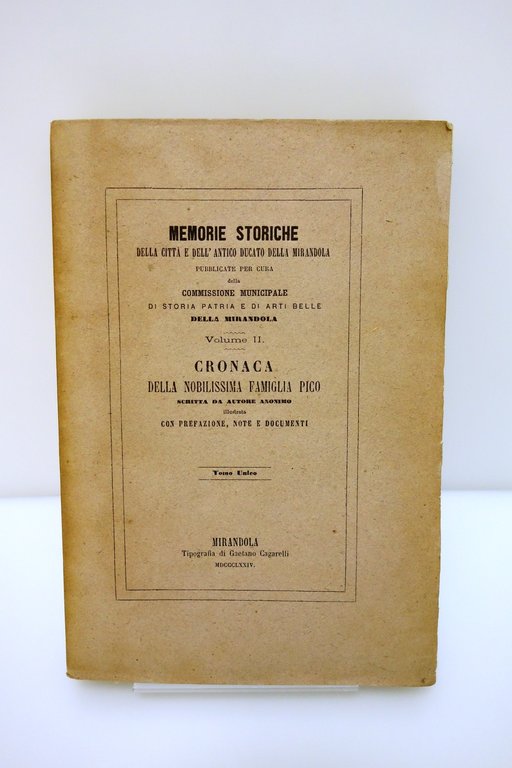 MEMORIE STORICHE
DELLA CITTÀ E DELL' ANTICO DUCATO DELLA MIRANDOLA
PUBBLICATE PER CURA
della
COMMISSIONE MUNICIPALE
DI STORIA PATRIA E DI ARTI BELLE
DELLA MIRANDOLA
Volume II.
CRONACA
DELLA NOBILISSIMA FAMIGLIA PICO
SCRITTA DA AUTORE ANONIMO
illustrata
CON PREFAZIONE, NOTE E DOCUMENTI
Tomo Unico
MIRANDOLA
Tipografia di Gaetano Cagarelli
MDCCCLXXIV.